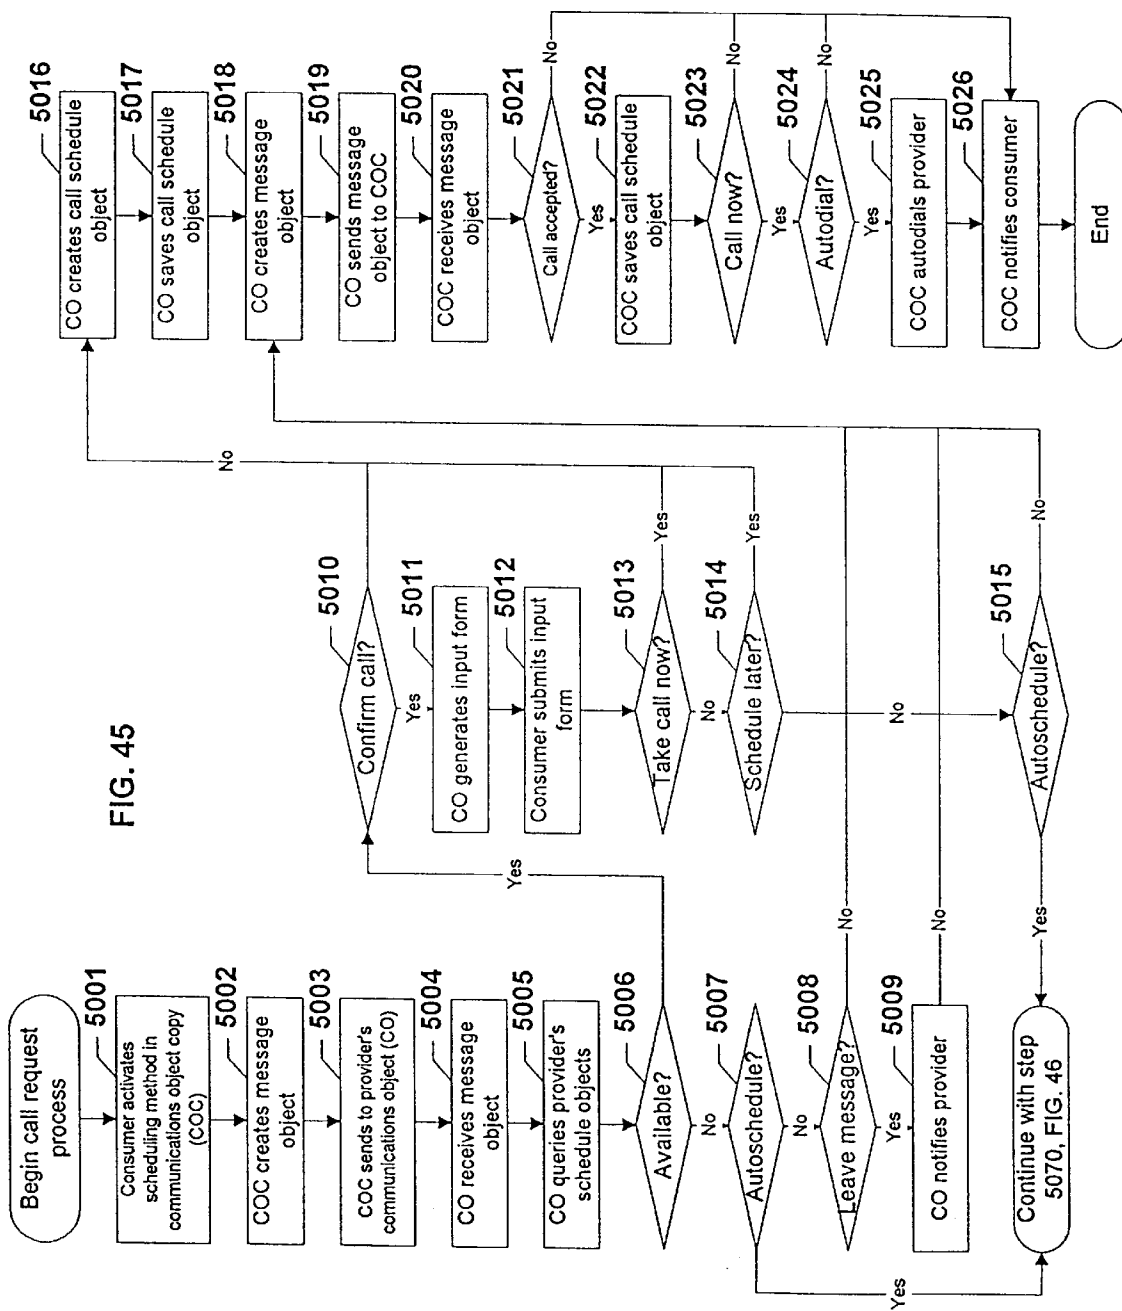 FIG. 45
Begin call request
process
5001
Consumer activates
scheduling method in
communications object copy
(COC)
5002
COC creates message
object
5003
COC sends to provider's
communications object (CO)
5004
CO receives message
object
5005
CO queries provider's
schedule objects
5006
Available?
Yes
No
5007
Autoschedule?
Yes
No
5008
Leave message?
No
Yes
5009
CO notifies provider
No
Continue with step
5070, FIG. 46
5010
Confirm call?
No
Yes
5011
CO generates input form
5012
Consumer submits input
form
5013
Take call now?
Yes
No
5014
Schedule later?
Yes
No
5015
Autoschedule?
No
Yes
5016
CO creates call schedule
object
5017
CO saves call schedule
object
5018
CO creates message
object
5019
CO sends message
object to COC
5020
COC receives message
object
5021
Call accepted?
No
Yes
5022
COC saves call schedule
object
5023
Call now?
No
Yes
5024
Autodial?
No
Yes
5025
COC autodials provider
5026
COC notifies consumer
End